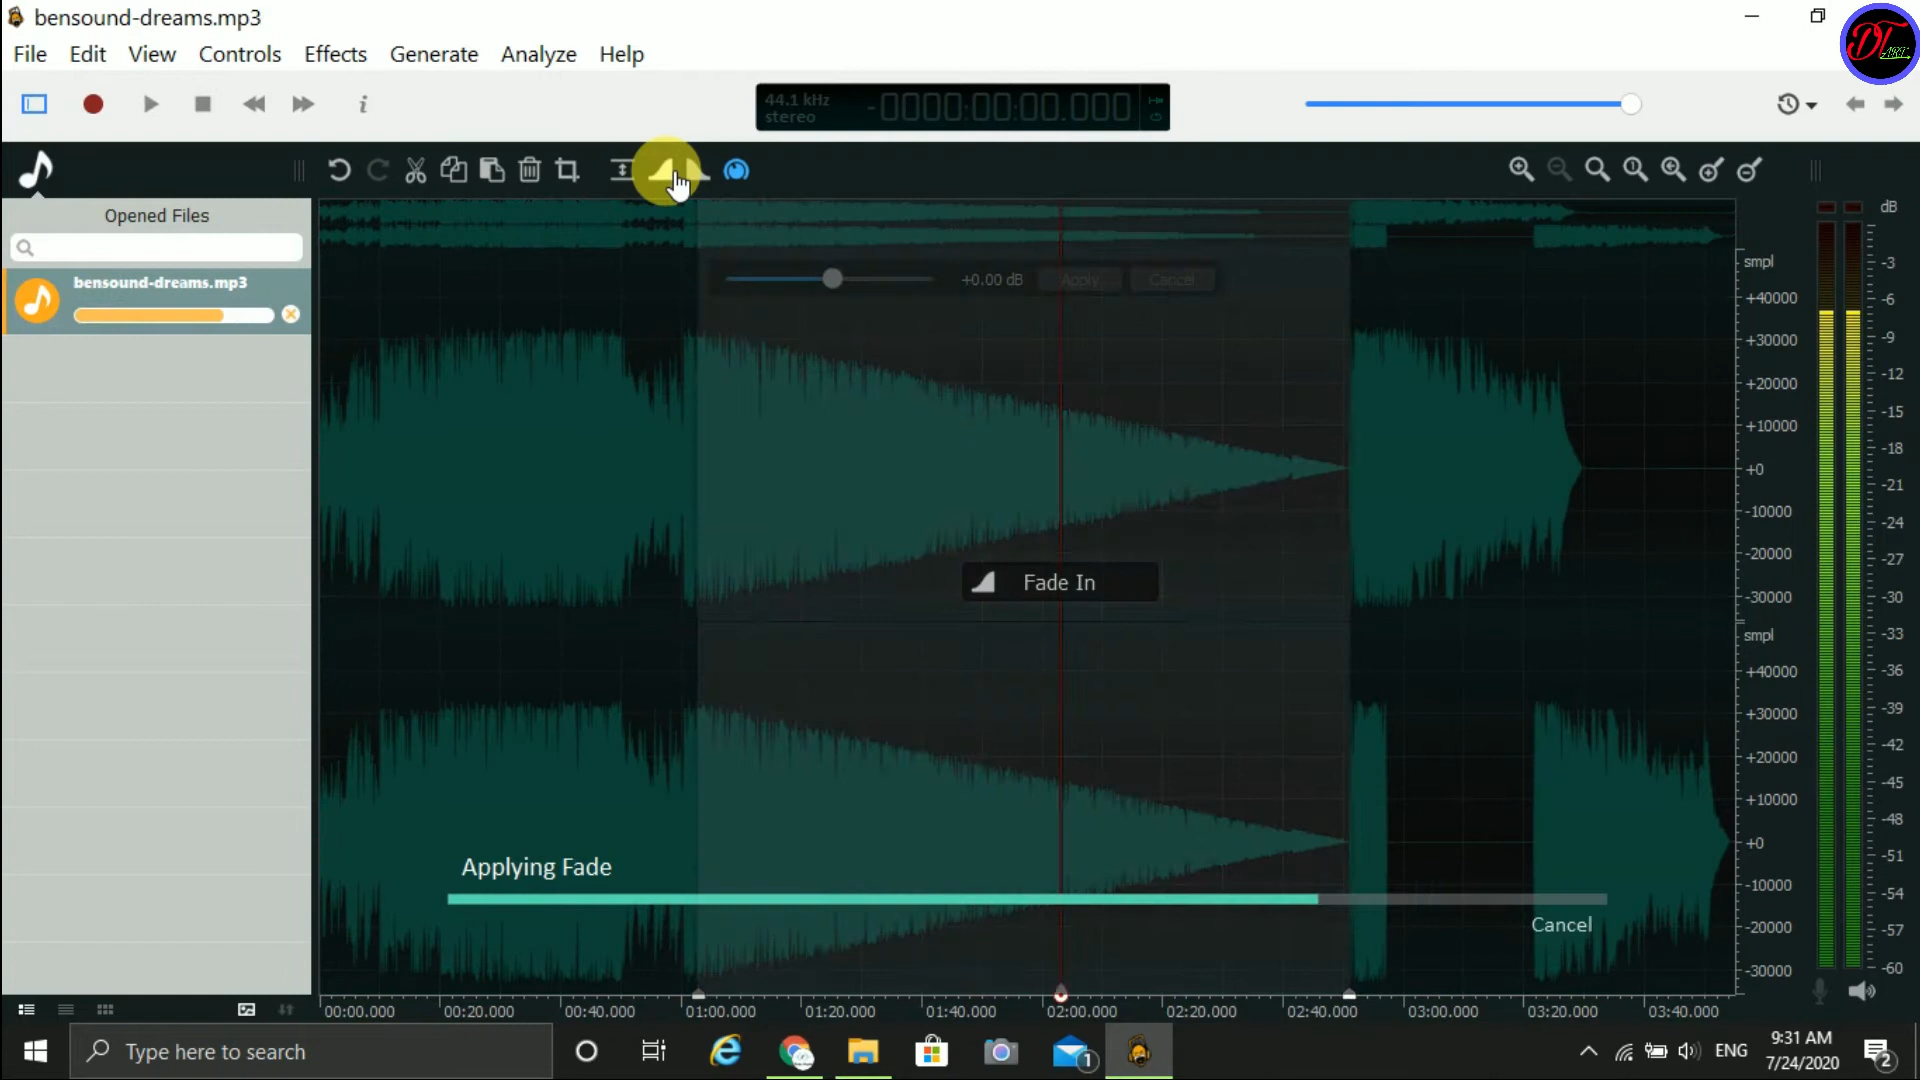 bensound-dreams.mp3
File Edit View Controls Effects Generate Analyze Help
44.1 kHz
stereo
-0000:00:00.000
i
dB
Opened Files
bensound-dreams.mp3
+0.00 dB Apply Cancel
smpl
+40000
+30000
+20000
+10000
+0
-10000
-20000
-30000
smpl
+40000
+30000
+20000
+10000
+0
-10000
-20000
-30000
-3
-6
-9
-12
-15
-18
-21
-24
-27
-30
-33
-36
-39
-42
-45
-48
-51
-54
-57
-60
Fade In
Applying Fade
Cancel
00:00.000 00:20.000 00:40.000 01:00.000 01:20.000 01:40.000 02:00.000 02:20.000 02:40.000 03:00.000 03:20.000 03:40.000
Type here to search
1
ENG
9:31 AM
7/24/2020
2